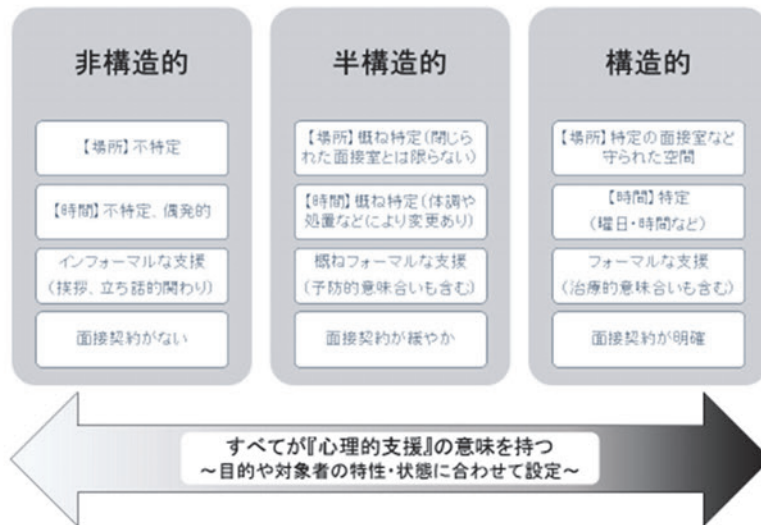 非構造的
【場所】不特定
【時間】不特定、偶発的
インフォーマルな支援
(挨拶、立ち話的関わり)
面接契約がない
半構造的
【場所】概ね特定(閉じら
れた面接室とは限らない)
【時間】概ね特定(体調や
処置などにより変更あり)
概ねフォーマルな支援
(予防的意味合いも含む)
面接契約が緩やか
構造的
【場所】特定の面接室など
守られた空間
【時間】特定
(曜日・時間など)
フォーマルな支援
(治療的意味合いも含む)
面接契約が明確
すべてが『心理的支援』の意味を持つ
～目的や対象者の特性・状態に合わせて設定～